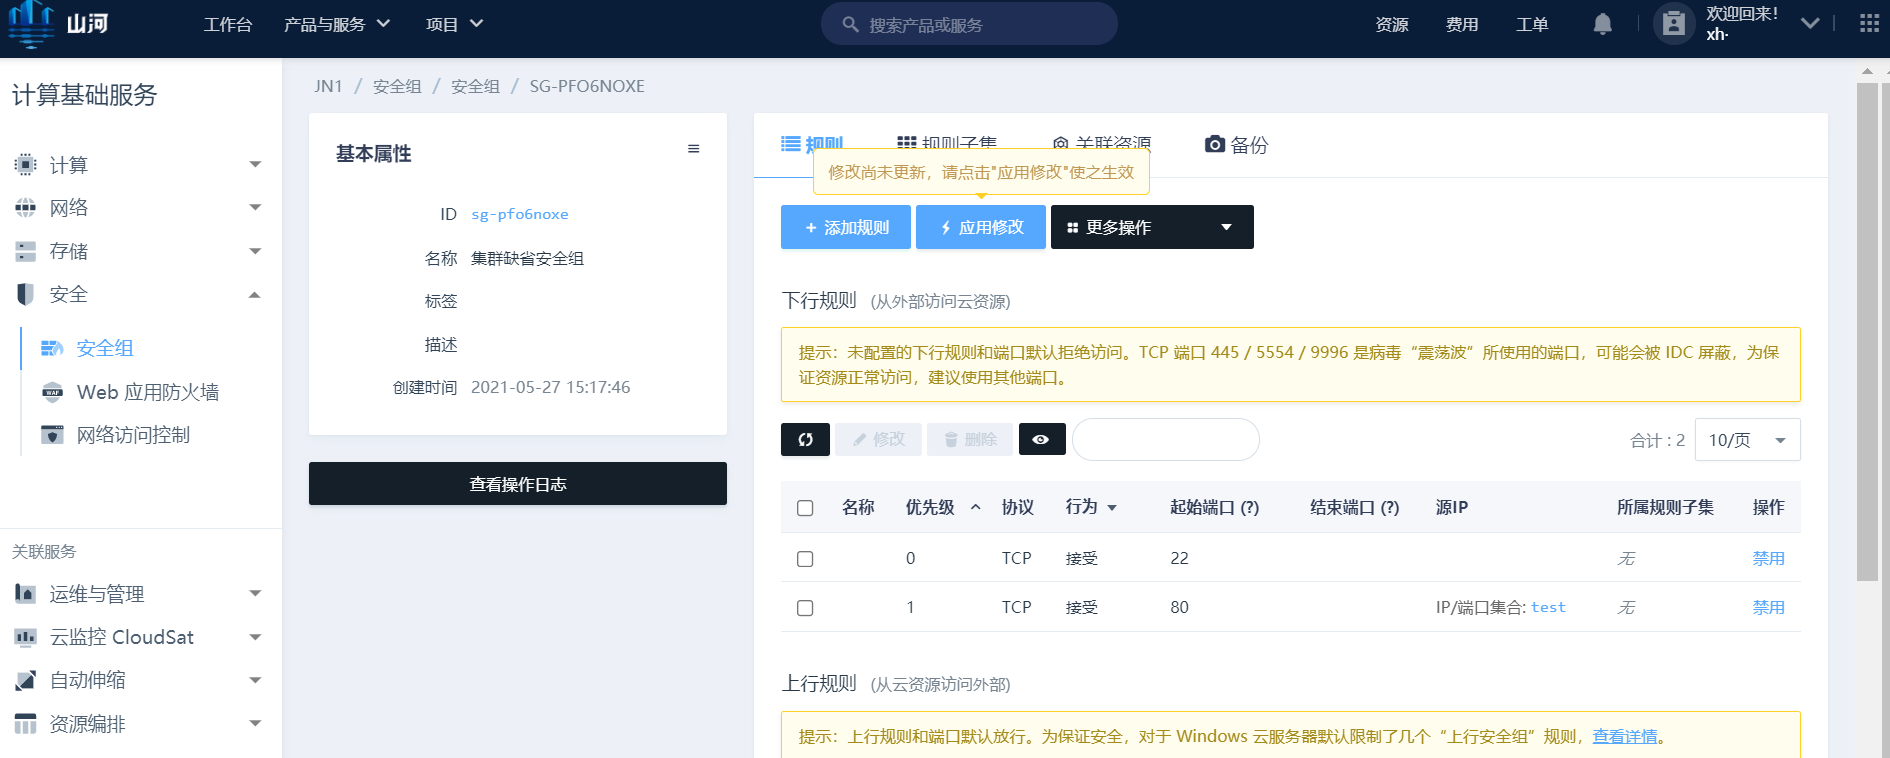 山河
工作台 产品与服务 项目
搜索产品或服务
资源 费用 工单
欢迎回来！
xh·
计算基础服务
计算
网络
存储
安全
安全组
Web 应用防火墙
网络访问控制
关联服务
运维与管理
云监控 CloudSat
自动伸缩
资源编排
JN1 / 安全组 / 安全组 / SG-PFO6NOXE
基本属性
ID sg-pfo6noxe
名称 集群缺省安全组
标签
描述
创建时间 2021-05-27 15:17:46
查看操作日志
规则 规则子集 关联资源 备份
修改尚未更新，请点击"应用修改"使之生效
+ 添加规则 应用修改 更多操作
下行规则 (从外部访问云资源)
提示：未配置的下行规则和端口默认拒绝访问。TCP 端口 445 / 5554 / 9996 是病毒“震荡波”所使用的端口，可能会被 IDC 屏蔽，为保
证资源正常访问，建议使用其他端口。
修改 删除
合计 : 2 10/页
名称 优先级 协议 行为 起始端口 (?) 结束端口 (?) 源IP 所属规则子集 操作
0 TCP 接受 22 无 禁用
1 TCP 接受 80 IP/端口集合: test 无 禁用
上行规则 (从云资源访问外部)
提示：上行规则和端口默认放行。为保证安全，对于 Windows 云服务器默认限制了几个“上行安全组”规则，查看详情。